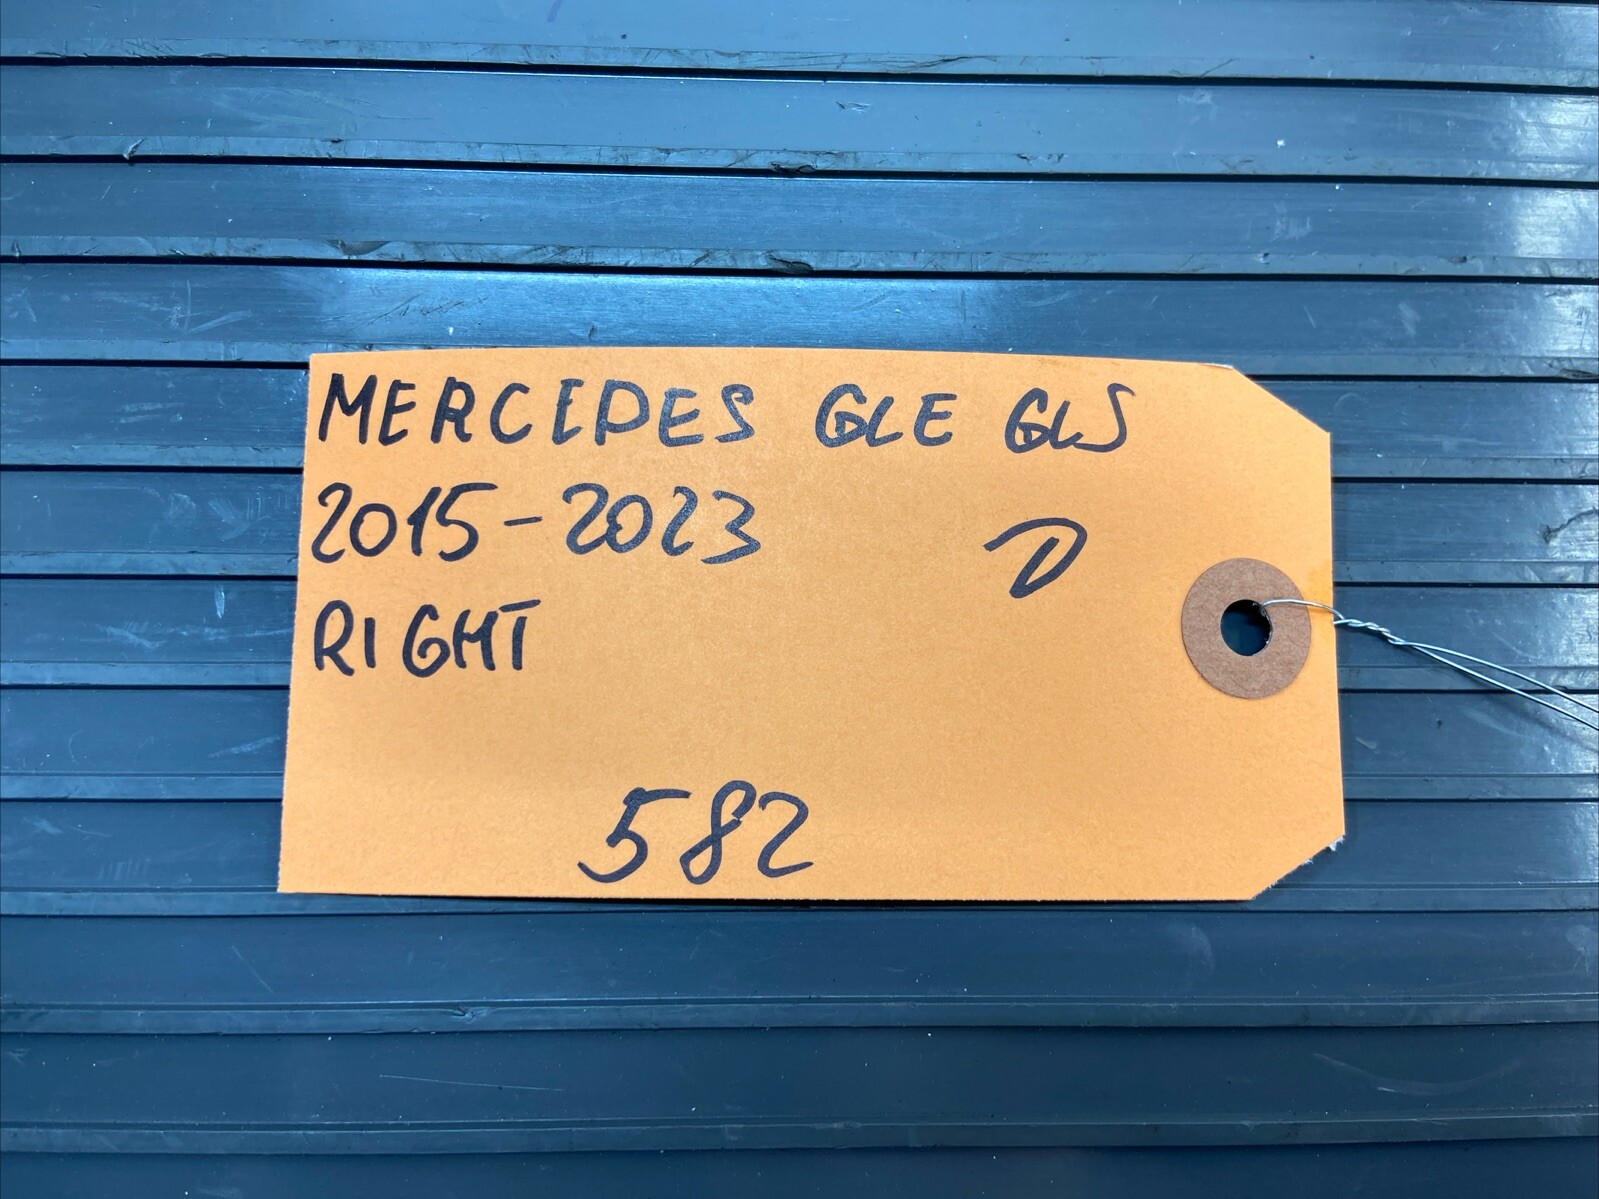 MERCEDES GLE GLS
2015-2023
D
RIGHT
582